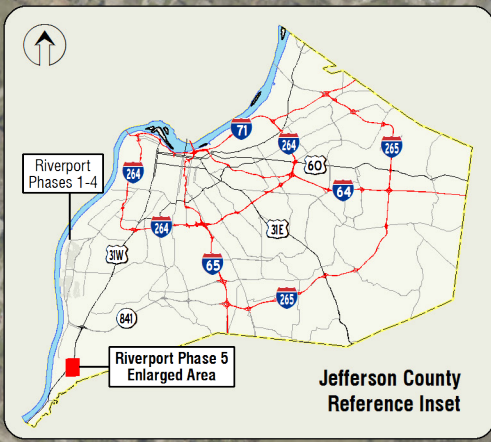 71
264
265
60
Riverport
Phases 1-4
264
64
264
31E
31W
65
265
841
Riverport Phase 5
Enlarged Area
Jefferson County
Reference Inset